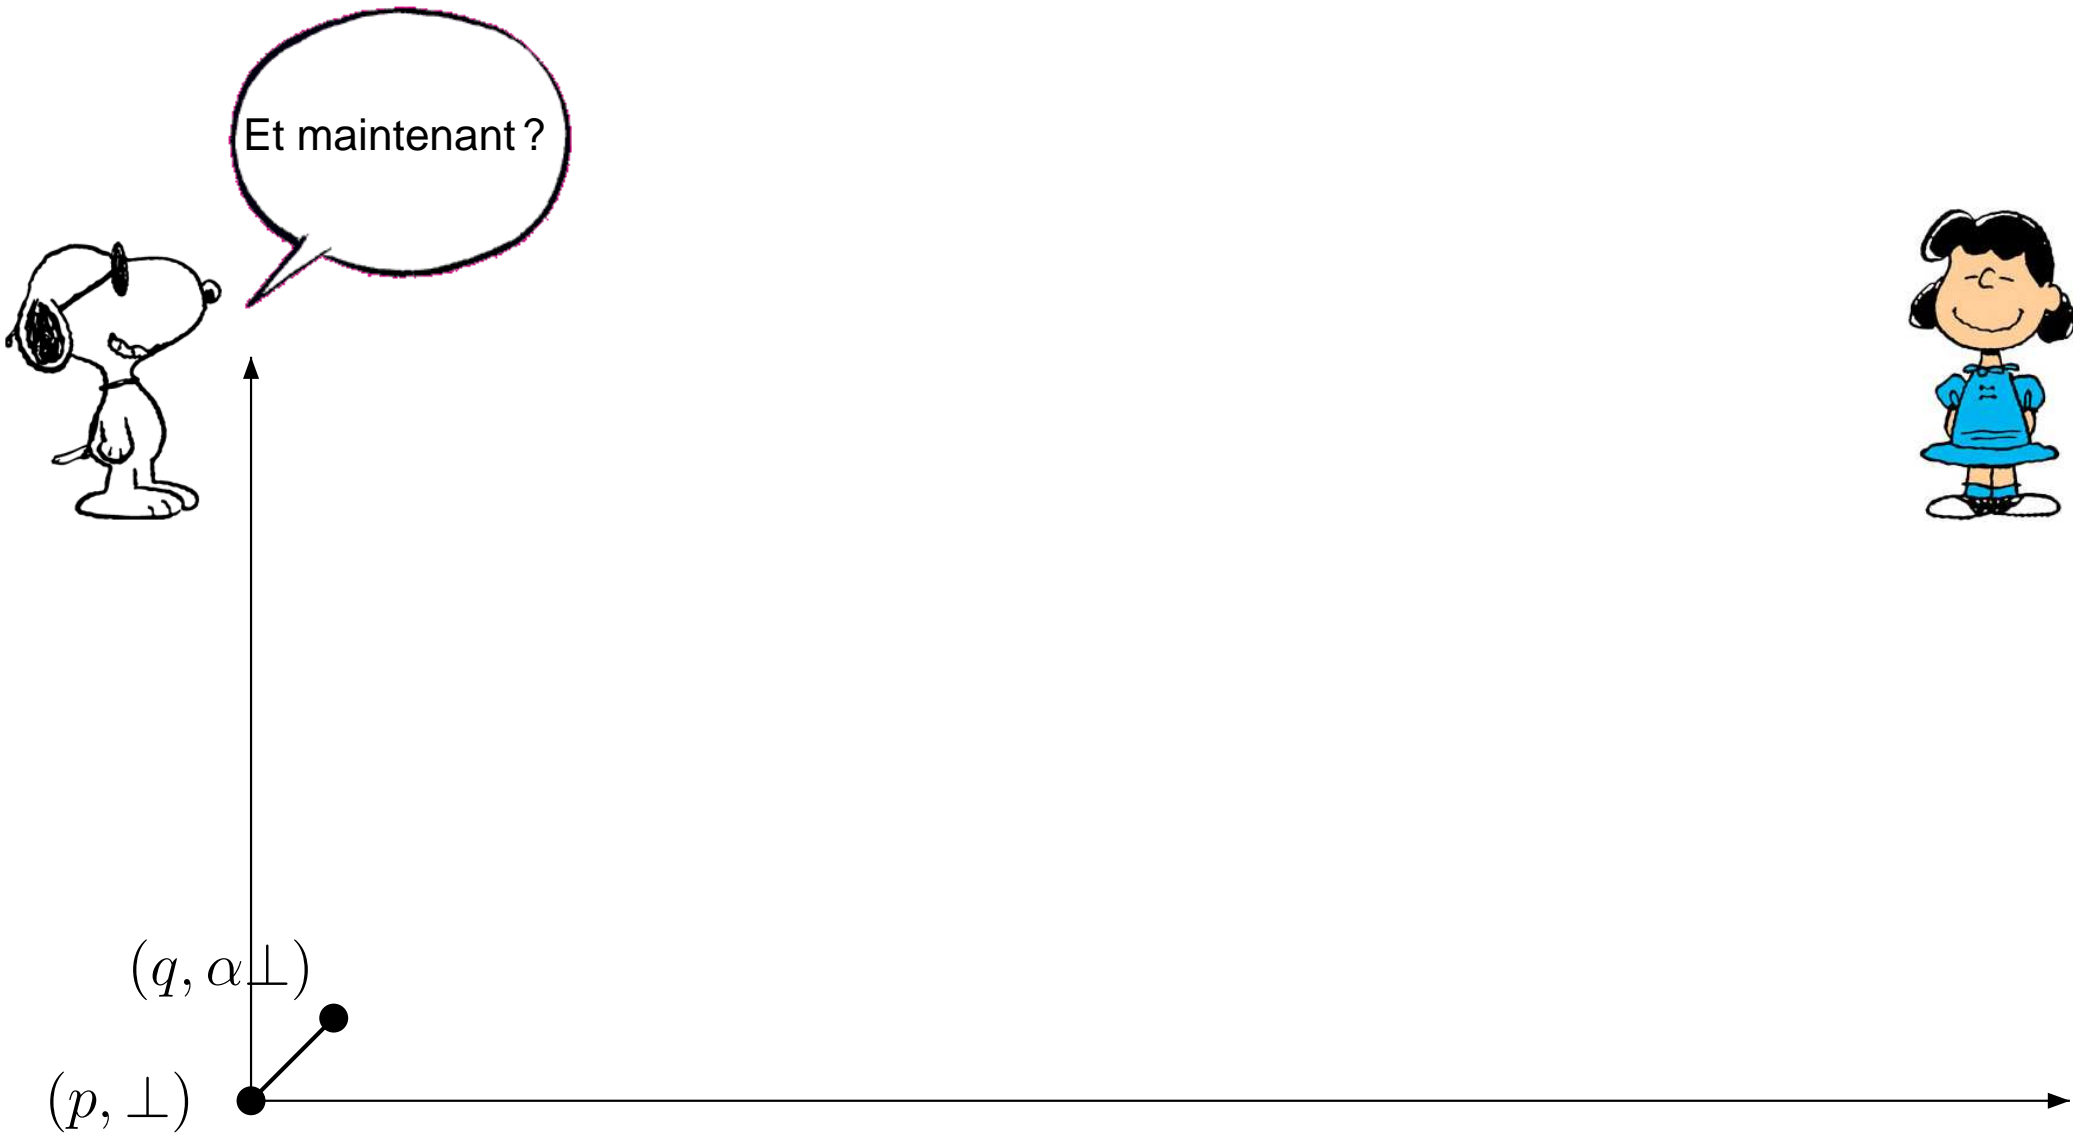 Et maintenant ?
(q, α⊥)
(p, ⊥)